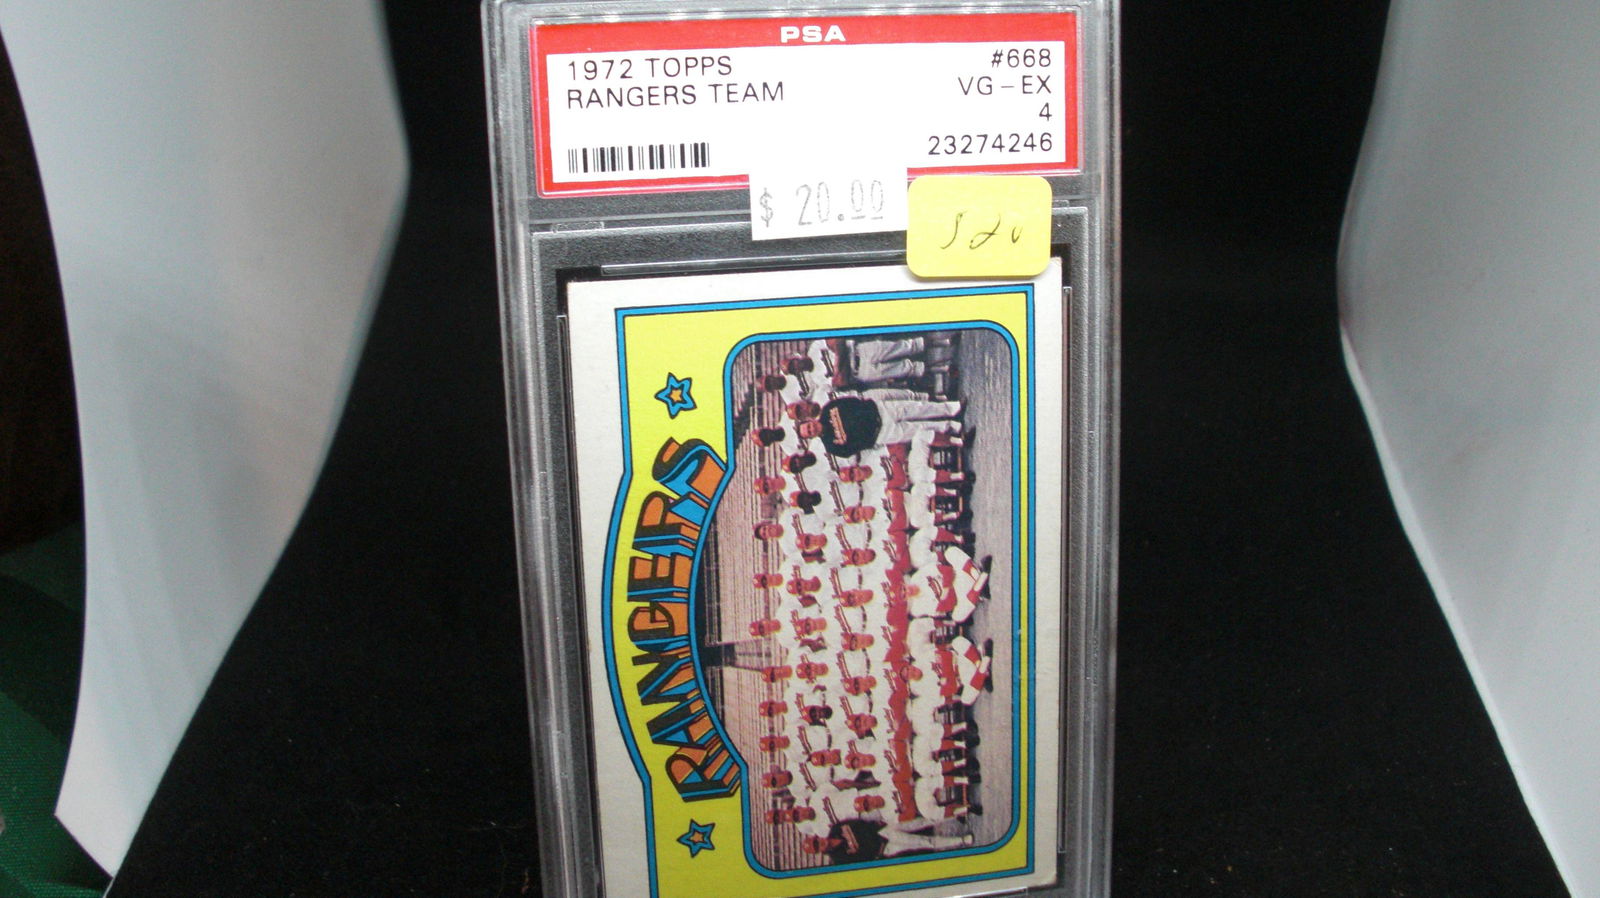 PSA
1972 TOPPS #668
RANGERS TEAM VG-EX
4
23274246
$ 20.00
$20
RANGERS